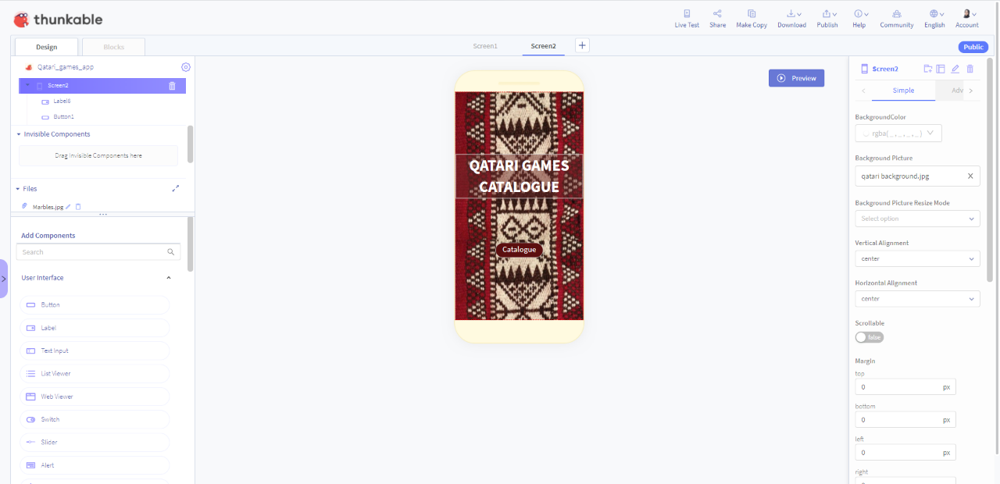 thunkable
Live Test
Share
Make Copy
Download
Publish
Help
Community
English
Account
Design
Blocks
Screen1
Screen2
+
Public
Qatari_games_app
Screen2
Label6
Button1
Invisible Components
Drag Invisible Components here
Files
Marbles.jpg
Add Components
Search
User Interface
Button
Label
Text Input
List Viewer
Web Viewer
Switch
Slider
Alert
QATARI GAMES
CATALOGUE
Catalogue
Preview
Screen2
Simple
Adv
BackgroundColor
rgba( _ , _ , _ , _ )
Background Picture
qatari background.jpg
Background Picture Resize Mode
Select option
Vertical Alignment
center
Horizontal Alignment
center
Scrollable
false
Margin
top
0 px
bottom
0 px
left
0 px
right